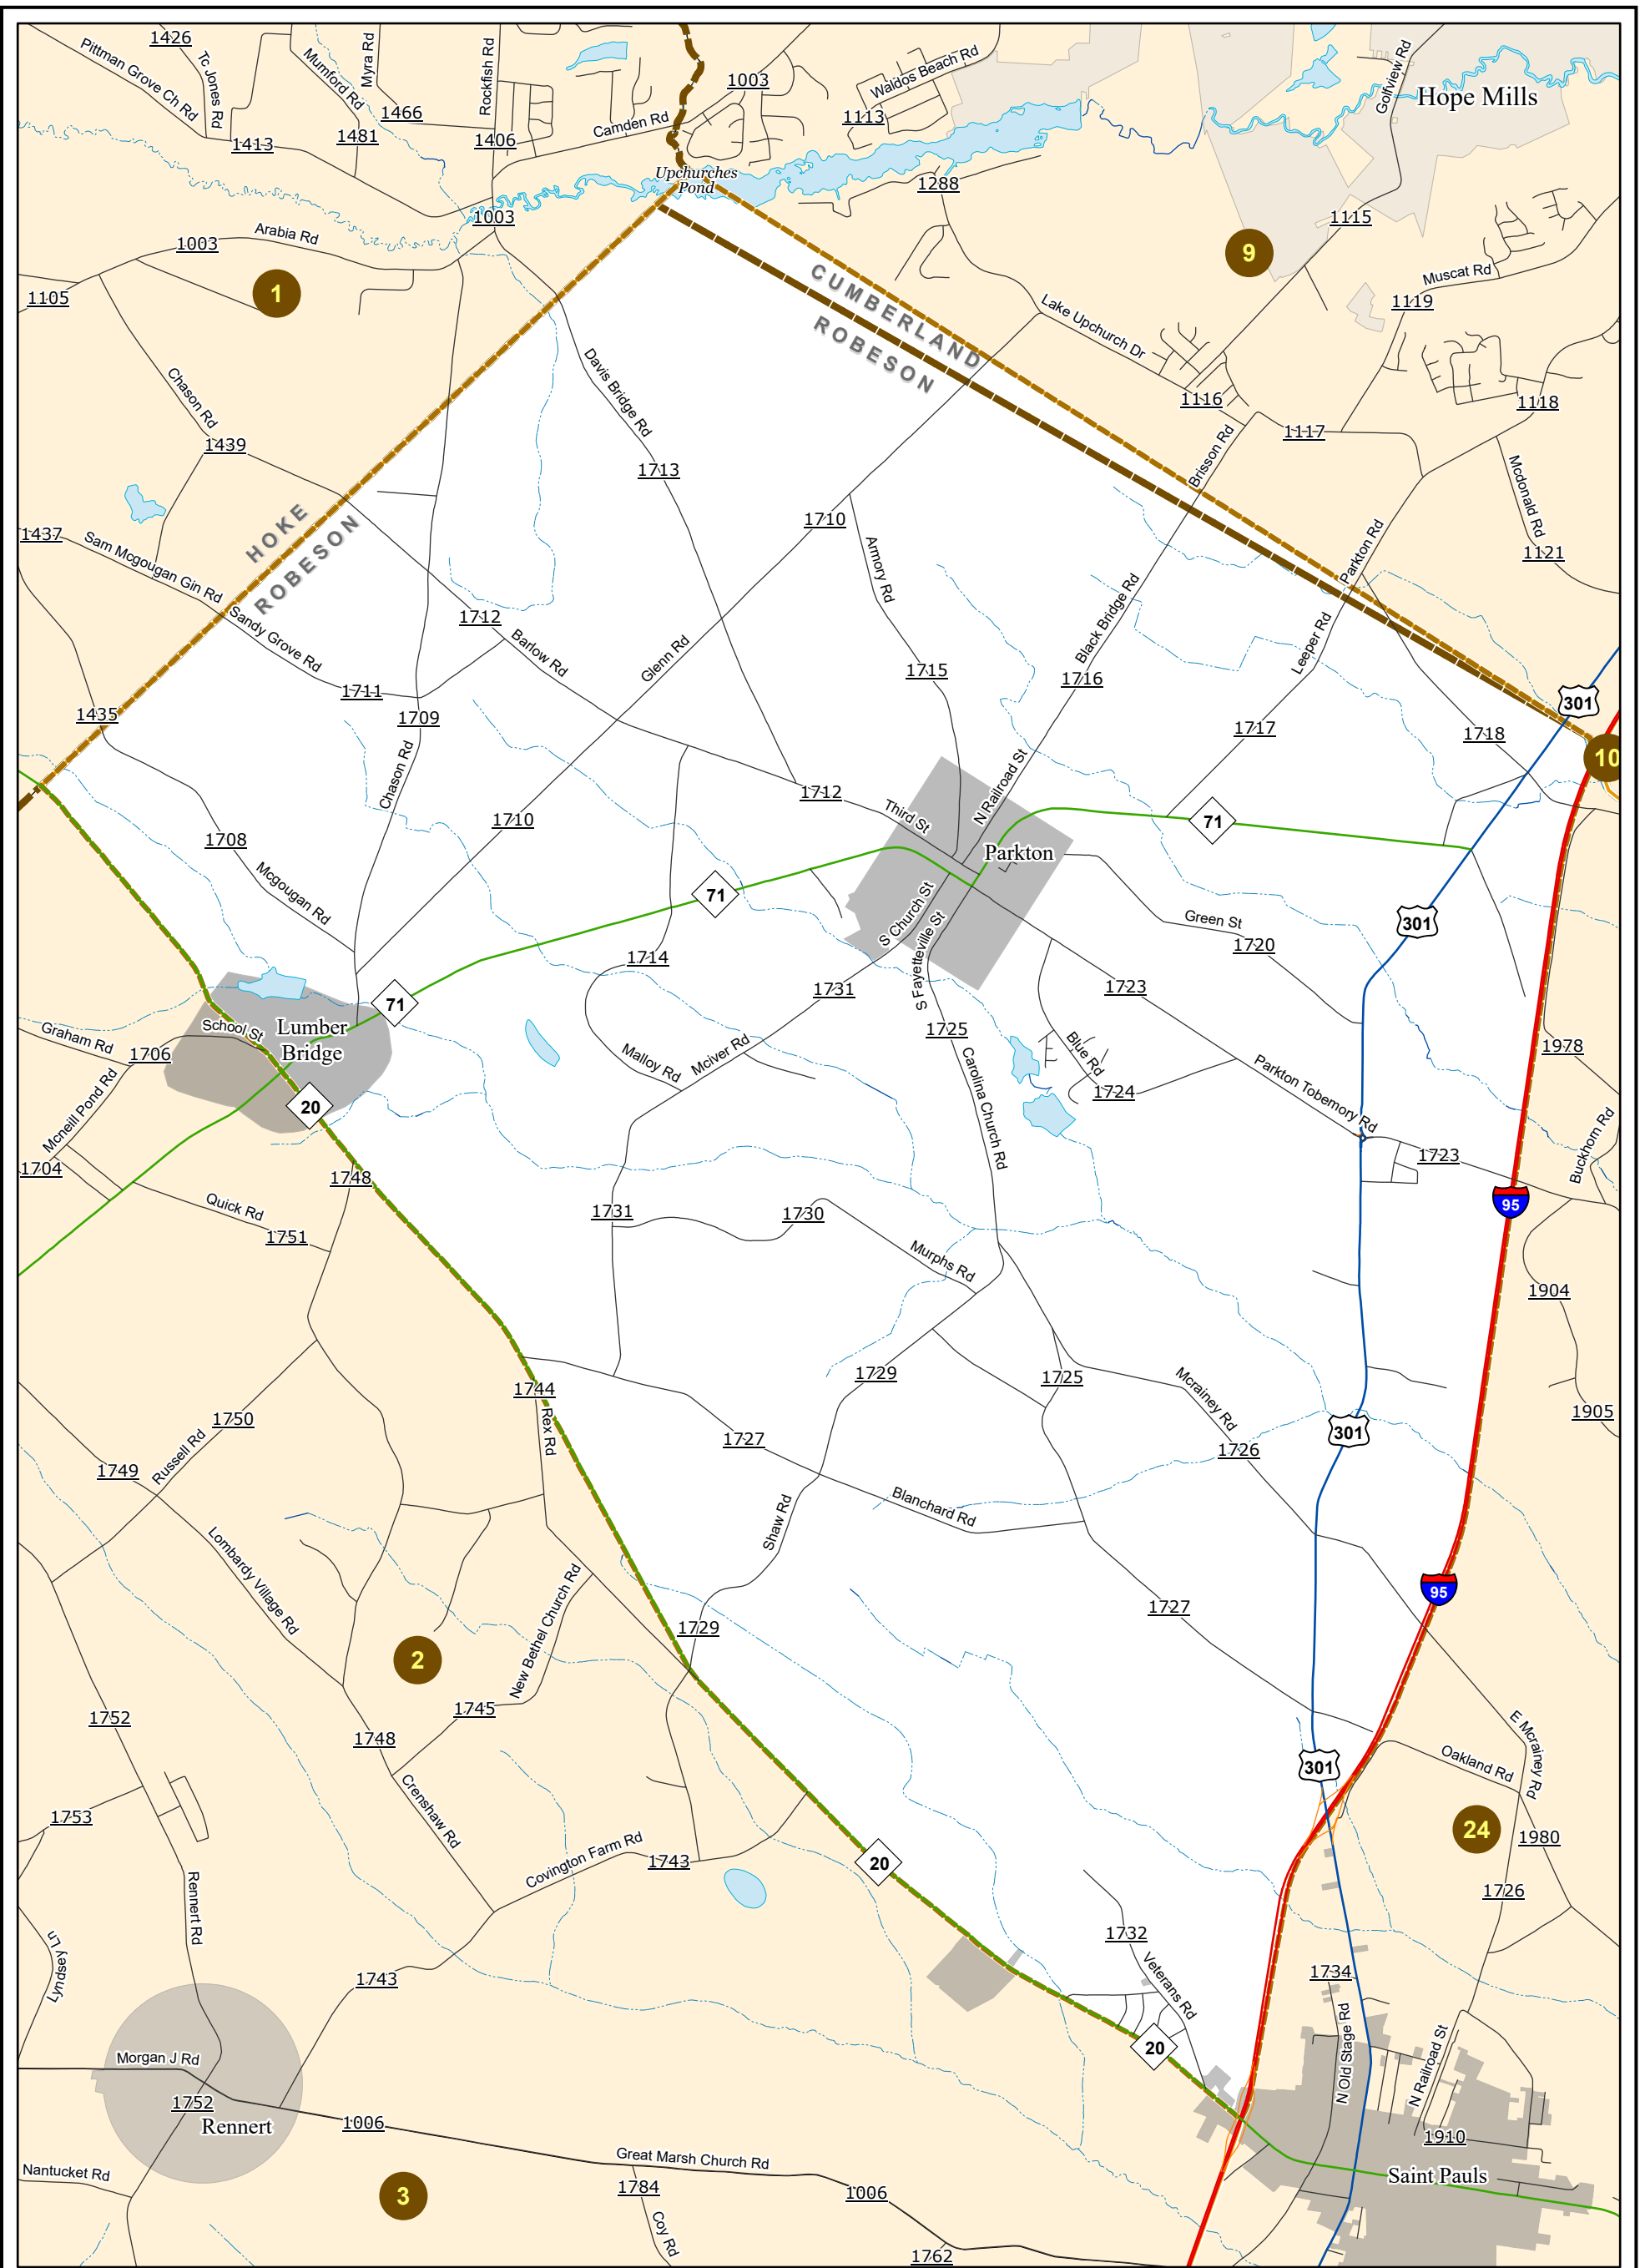 1426
Pittman Grove Ch Rd
Tc Jones Rd
Mumford Rd
Myra Rd
Rockfish Rd
1003
Waldos Beach Rd
Golfview Rd
Hope Mills
1466
1413
1481
1406
Camden Rd
1113
Upchurches
Pond
1288
1003
1115
Arabia Rd
1003
9
1
1105
CUMBERLAND
ROBESON
Muscat Rd
1119
Lake Upchurch Dr
Chason Rd
Davis Bridge Rd
1116
1118
1439
1117
Brisson Rd
1713
Mcdonald Rd
HOKE
ROBESON
1437
Sam Mcgougan Gin Rd
1710
Armory Rd
Parkton Rd
1121
Sandy Grove Rd
1712
Barlow Rd
Glenn Rd
Black Bridge Rd
Leeper Rd
1715
1716
1711
1435
1709
301
1717
1718
10
Chason Rd
N Railroad St
1712
Third St
1710
71
1708
Parkton
Mcgougan Rd
71
S Church St
S Fayetteville St
Green St
301
1720
1714
1731
1723
71
Lumber
Bridge
School St
Graham Rd
1706
1725
Malloy Rd
Mciver Rd
Blue Rd
1978
Mcneill Pond Rd
20
Carolina Church Rd
1724
Parkton Tobemory Rd
Buckhorn Rd
1704
1748
1723
Quick Rd
1751
95
1731
1730
Murphs Rd
1904
1744
1729
1725
Mcrainey Rd
Rex Rd
1750
1905
Russell Rd
1727
301
1726
1749
Blanchard Rd
Shaw Rd
Lombardy Village Rd
New Bethel Church Rd
95
1727
1729
2
1745
1752
1748
E Mcrainey Rd
Oakland Rd
301
Crenshaw Rd
1753
24
1980
Covington Farm Rd
1743
20
Rennert Rd
1726
1732
Lyndsey Ln
1743
Veterans Rd
1734
20
N Old Stage Rd
N Railroad St
Morgan J Rd
1752
Rennert
1006
1910
Great Marsh Church Rd
Nantucket Rd
Saint Pauls
3
1784
1006
Coy Rd
1762